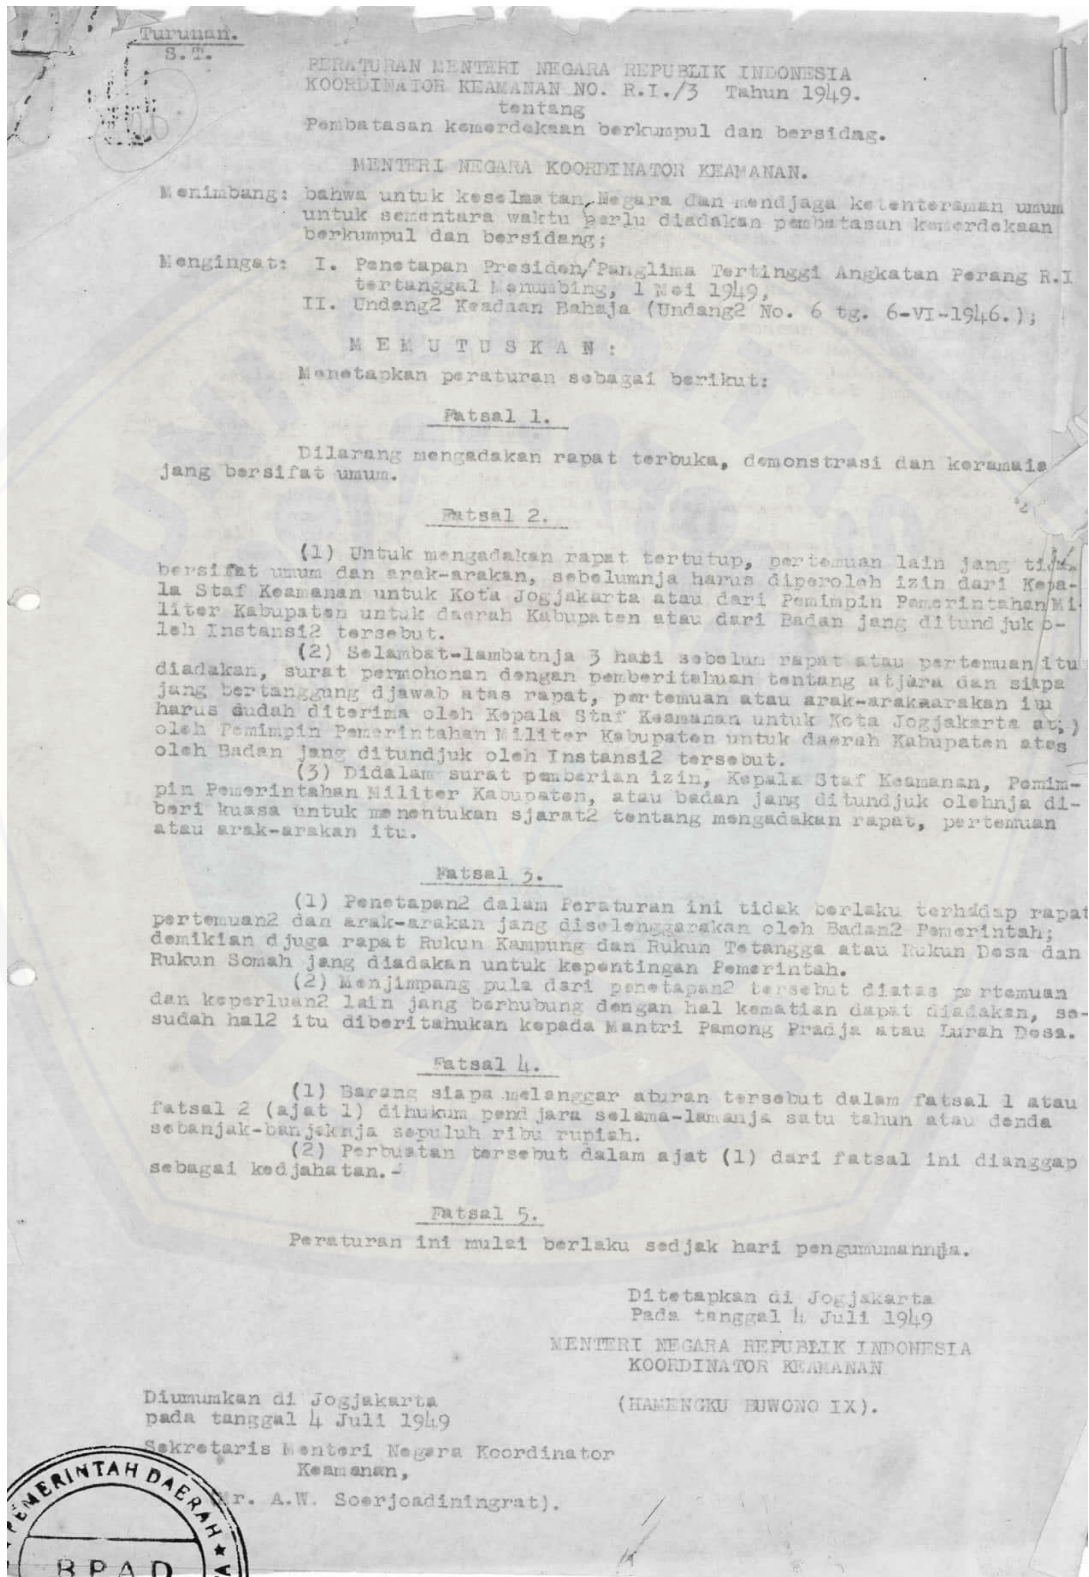 Turunan.
S.T.
PERATURAN MENTERI NEGARA REPUBLIK INDONESIA
KOORDINATOR KEAMANAN NO. R.I./3 Tahun 1949.
tentang
Pembatasan kemerdekaan berkumpul dan bersidag.
MENTERI NEGARA KOORDINATOR KEAMANAN.
Menimbang: bahwa untuk keselmatan Negara dan mendjaga ketenteraman umum
untuk sementara waktu perlu diadakan pembatasan kemerdekaan
berkumpul dan bersidang;
Mengingat: I. Penetapan Presiden/Panglima Tertinggi Angkatan Perang R.I
tertanggal Menumbing, 1 Mei 1949,
II. Undang2 Keadaan Bahaja (Undang2 No. 6 tg. 6-VI-1946.);
M E M U T U S K A N :
Menetapkan peraturan sebagai berikut:
Fatsal 1.
Dilarang mengadakan rapat terbuka, demonstrasi dan keramaia
jang bersifat umum.
Fatsal 2.
(1) Untuk mengadakan rapat tertutup, pertemuan lain jang
bersifat umum dan arak-arakan, sebelumnja harus diperoleh izin dari Kepa-
la Staf Keamanan untuk Kota Jogjakarta atau dari Pemimpin Pemerintahan Mi-
liter Kabupaten untuk daerah Kabupaten atau dari Badan jang ditundjuk o-
leh Instansi2 tersebut.
(2) Selambat-lambatnja 3 hari sebelum rapat atau pertemuan itu
diadakan, surat permohonan dengan pemberitahuan tentang atjara dan siapa
jang bertanggung djawab atas rapat, pertemuan atau arak-arakaarakan
harus sudah diterima oleh Kepala Staf Keamanan untuk Kota Jogjakarta
oleh Pemimpin Pemerintahan Militer Kabupaten untuk daerah Kabupaten
oleh Badan jang ditundjuk oleh Instansi2 tersebut.
(3) Didalam surat pemberian izin, Kepala Staf Keamanan, Pemim-
pin Pemerintahan Militer Kabupaten, atau badan jang ditundjuk olehnja di-
beri kuasa untuk menentukan sjarat2 tentang mengadakan rapat, pertemuan
atau arak-arakan itu.
Fatsal 3.
(1) Penetapan2 dalam Peraturan ini tidak berlaku terhadap rapat
pertemuan2 dan arak-arakan jang diselenggarakan oleh Badan2 Pemerintah;
demikian djuga rapat Rukun Kampung dan Rukun Tetangga atau Rukun Desa dan
Rukun Somah jang diadakan untuk kepentingan Pemerintah.
(2) Menjimpang pula dari penetapan2 tersebut diatas pertemuan
dan keperluan2 lain jang berhubung dengan hal kematian dapat diadakan, se-
sudah hal2 itu diberitahukan kepada Mantri Pamong Pradja atau Lurah Desa.
Fatsal 4.
(1) Barang siapa melanggar aturan tersebut dalam fatsal 1 atau
fatsal 2 (ajat 1) dihukum pendjara selama-lamanja satu tahun atau denda
sebanjak-banjaknja sepuluh ribu rupiah.
(2) Perbuatan tersebut dalam ajat (1) dari fatsal ini dianggap
sebagai kedjahatan.-
Fatsal 5.
Peraturan ini mulai berlaku sedjak hari pengumumannja.
Ditetapkan di Jogjakarta
Pada tanggal 4 Juli 1949
MENTERI NEGARA REPUBLIK INDONESIA
KOORDINATOR KEAMANAN
(HAMENGKU BUWONO IX).
Diumumkan di Jogjakarta
pada tanggal 4 Juli 1949
Sekretaris Menteri Negara Koordinator
Keamanan,
(Mr. A.W. Soerjoadiningrat).
PEMERINTAH DAERAH
BPAD